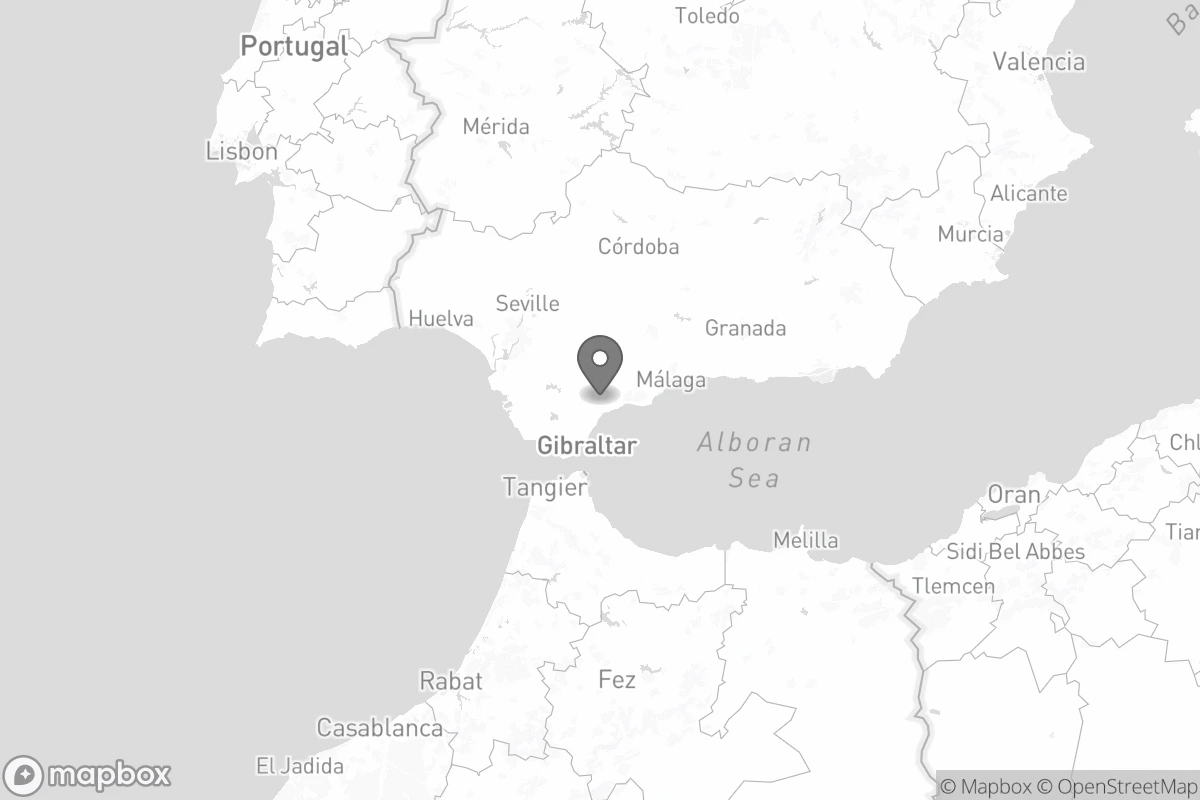 Toledo
Ba
Portugal
Valencia
Mérida
Lisbon
Alicante
Murcia
Córdoba
Seville
Huelva
Granada
Málaga
Gibraltar
Alboran
Sea
Tangier
Chl
Oran
Melilla
Tiar
Sidi Bel Abbes
Tlemcen
Rabat
Fez
Casablanca
El Jadida
mapbox
© Mapbox © OpenStreetMap